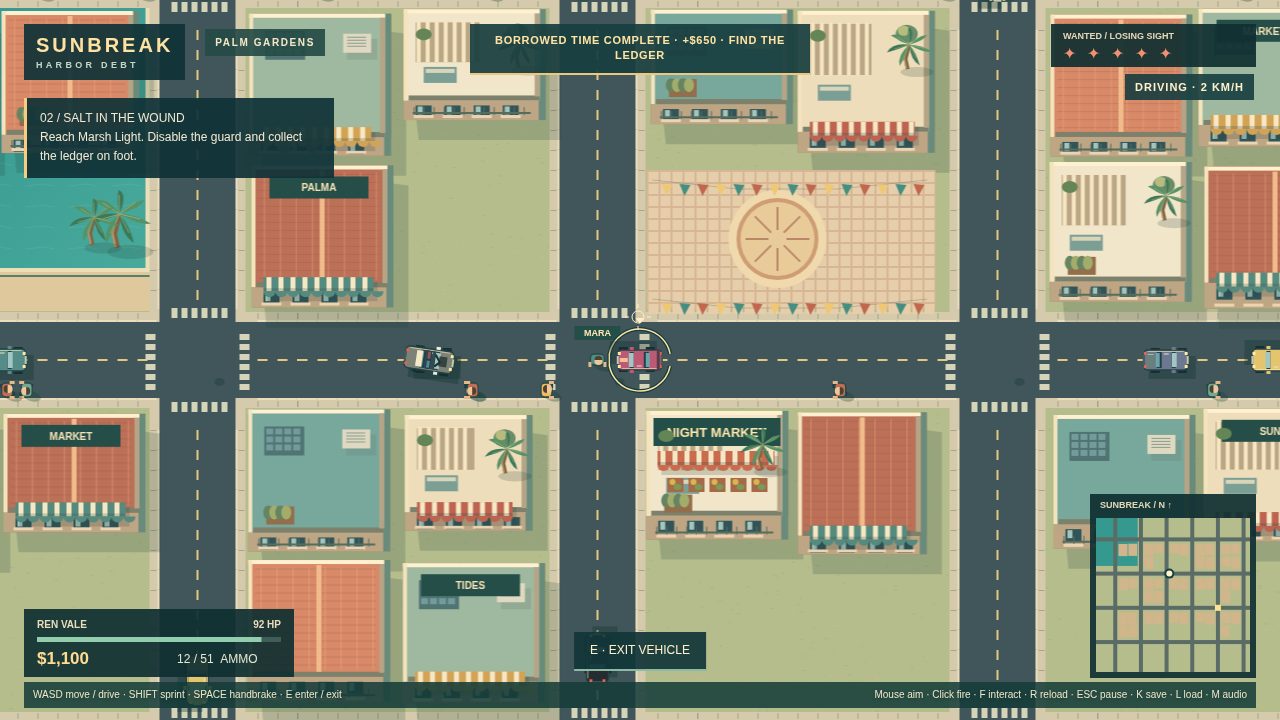 SUNBREAK
HARBOR DEBT
PALM GARDENS
BORROWED TIME COMPLETE · +$650 · FIND THE
LEDGER
WANTED / LOSING SIGHT
DRIVING · 2 KM/H
02 / SALT IN THE WOUND
Reach Marsh Light. Disable the guard and collect
the ledger on foot.
PALMA
MARA
MARKET
NIGHT MARKET
TIDES
SUNBREAK / N ↑
REN VALE
92 HP
$1,100
12 / 51 AMMO
E · EXIT VEHICLE
WASD move / drive · SHIFT sprint · SPACE handbrake · E enter / exit
Mouse aim · Click fire · F interact · R reload · ESC pause · K save · L load · M audio